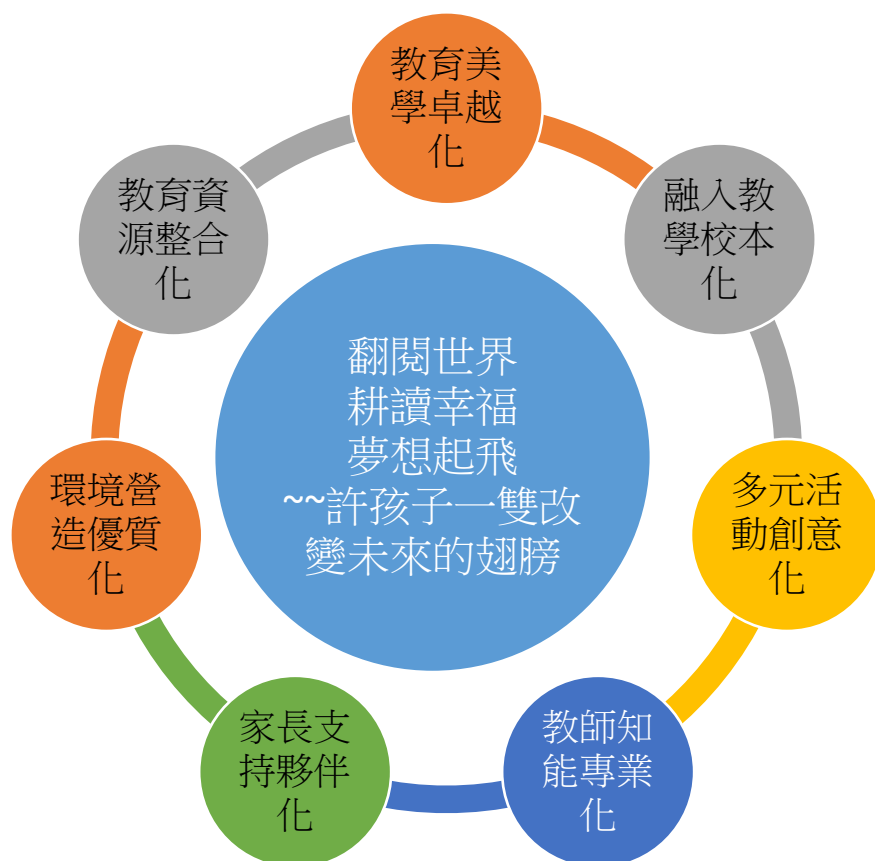 教育美
學卓越
化
融入教
學校本
化
多元活
動創意
化
教師知
能專業
化
家長支
持夥伴
化
環境營
造優質
化
教育資
源整合
化
翻閱世界
耕讀幸福
夢想起飛
~~許孩子一雙改
變未來的翅膀